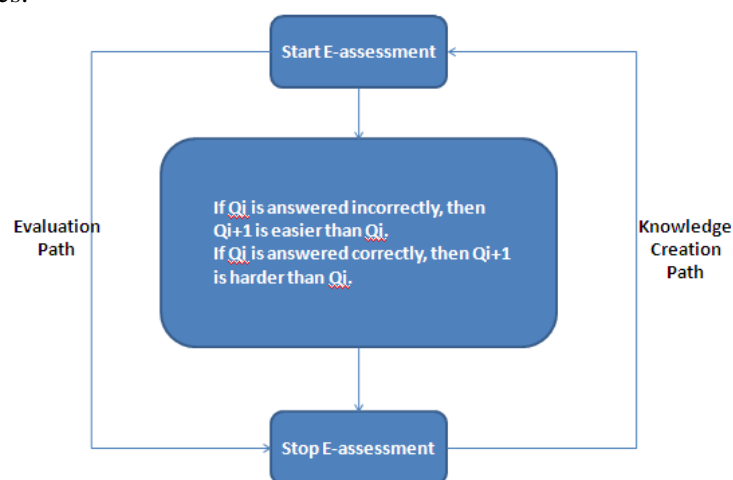 es.
Start E-assessment
If Qi is answered incorrectly, then
Qi+1 is easier than Qi.
If Qi is answered correctly, then Qi+1
is harder than Qi.
Evaluation
Path
Knowledge
Creation
Path
Stop E-assessment